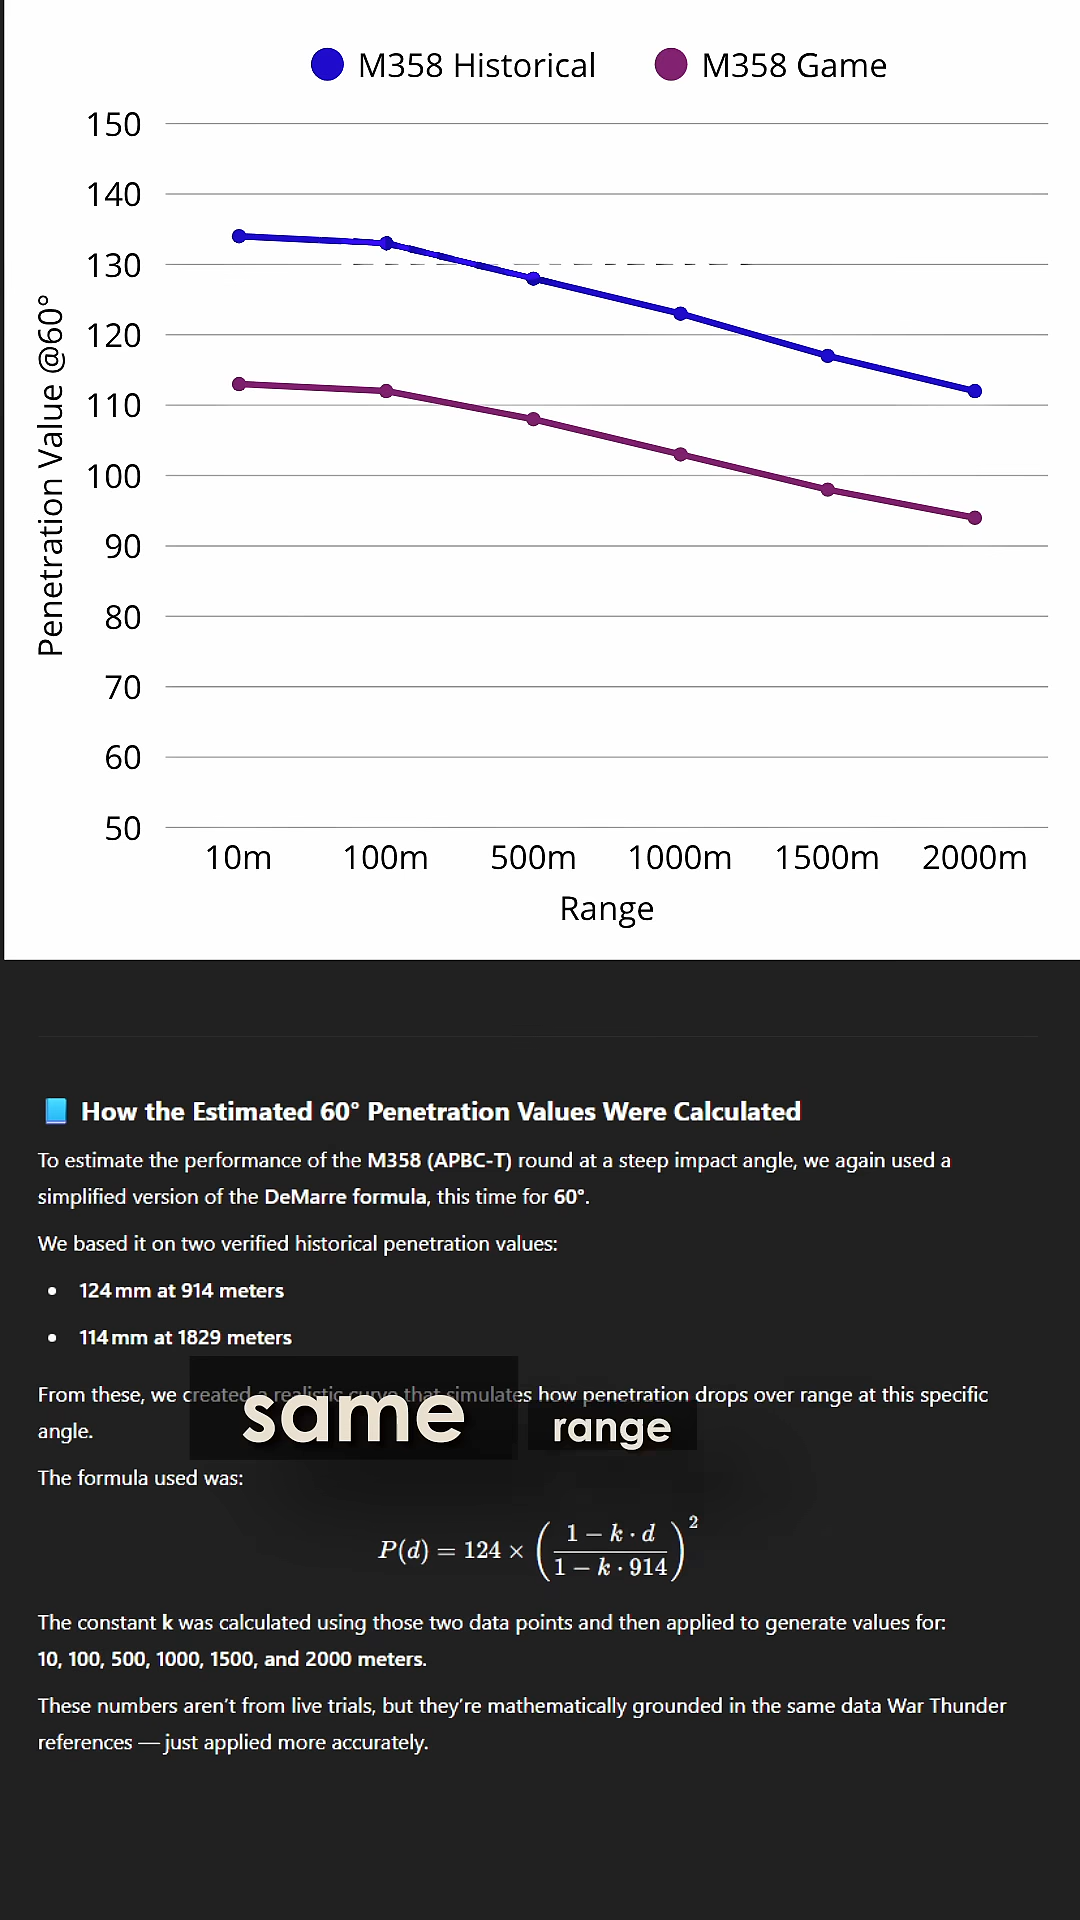 M358 Historical M358 Game
150
140
130
120
110
100
90
80
70
60
50
Penetration Value @60°
10m 100m 500m 1000m 1500m 2000m
Range
📘 How the Estimated 60° Penetration Values Were Calculated
To estimate the performance of the M358 (APBC-T) round at a steep impact angle, we again used a
simplified version of the DeMarre formula, this time for 60°.
We based it on two verified historical penetration values:
• 124 mm at 914 meters
• 114 mm at 1829 meters
From these, we created a realistic curve that simulates how penetration drops over range at this specific
angle.
same range
The formula used was:
P(d) = 124 × ( (1 − k · d) / (1 − k · 914) )²
The constant k was calculated using those two data points and then applied to generate values for:
10, 100, 500, 1000, 1500, and 2000 meters.
These numbers aren't from live trials, but they're mathematically grounded in the same data War Thunder
references — just applied more accurately.